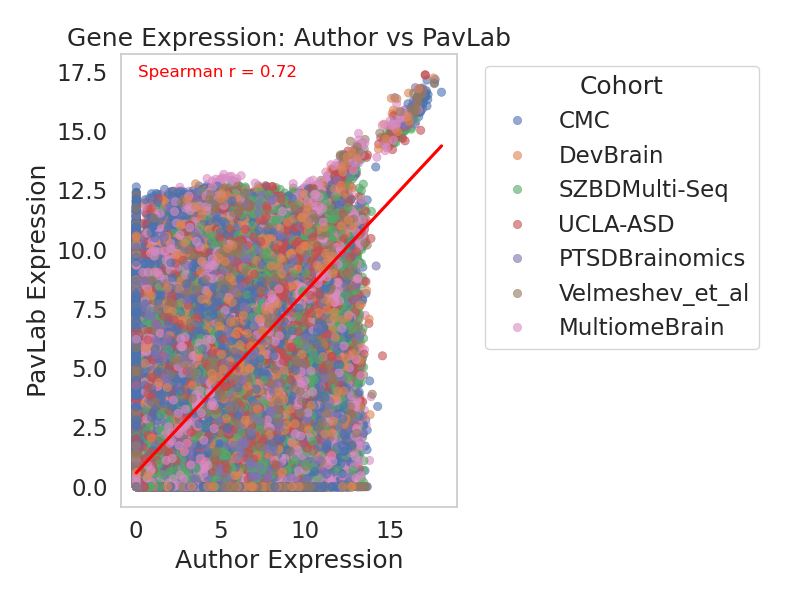 Gene Expression: Author vs PavLab
Spearman r = 0.72
17.5
15.0
12.5
10.0
7.5
5.0
2.5
0.0
PavLab Expression
0 5 10 15
Author Expression
Cohort
CMC
DevBrain
SZBDMulti-Seq
UCLA-ASD
PTSDBrainomics
Velmeshev_et_al
MultiomeBrain